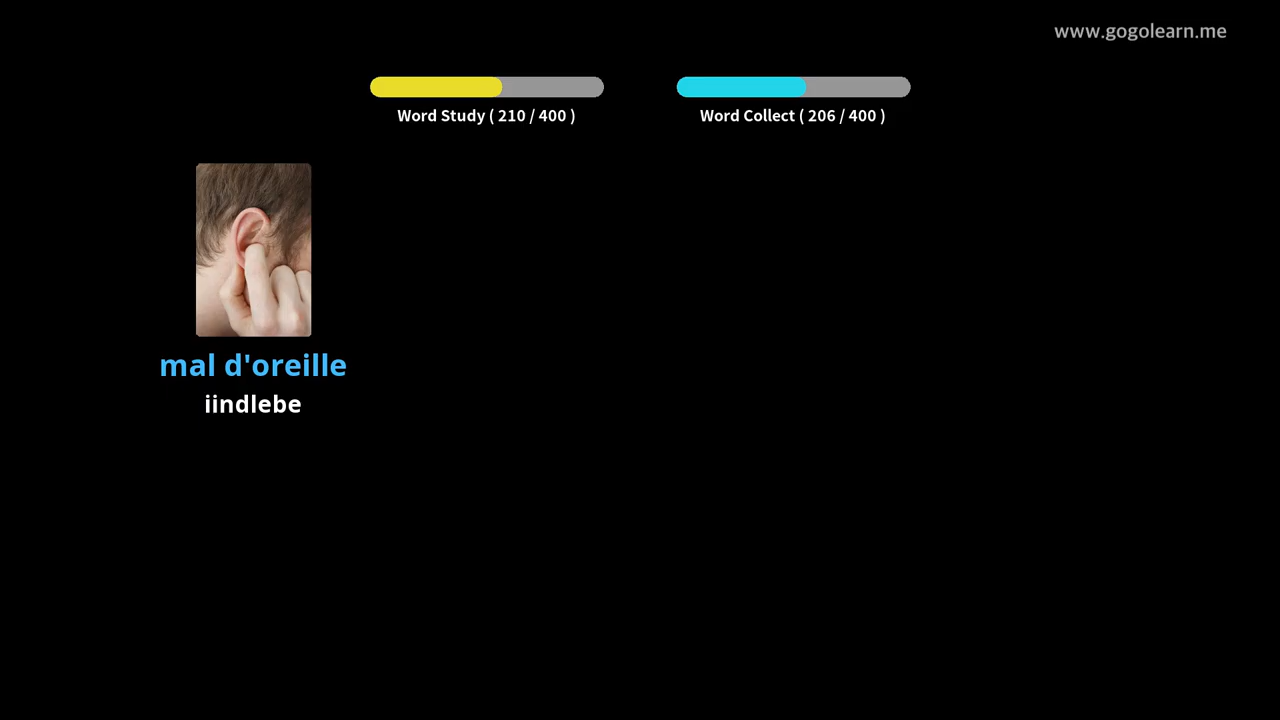 www.gogolearn.me
Word Study ( 210 / 400 )
Word Collect ( 206 / 400 )
mal d'oreille
iindlebe